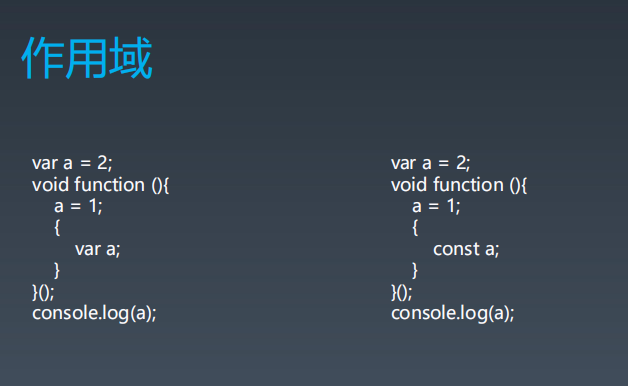 作用域
var a = 2;
void function (){
a = 1;
{
var a;
}
}();
console.log(a);
var a = 2;
void function (){
a = 1;
{
const a;
}
}();
console.log(a);